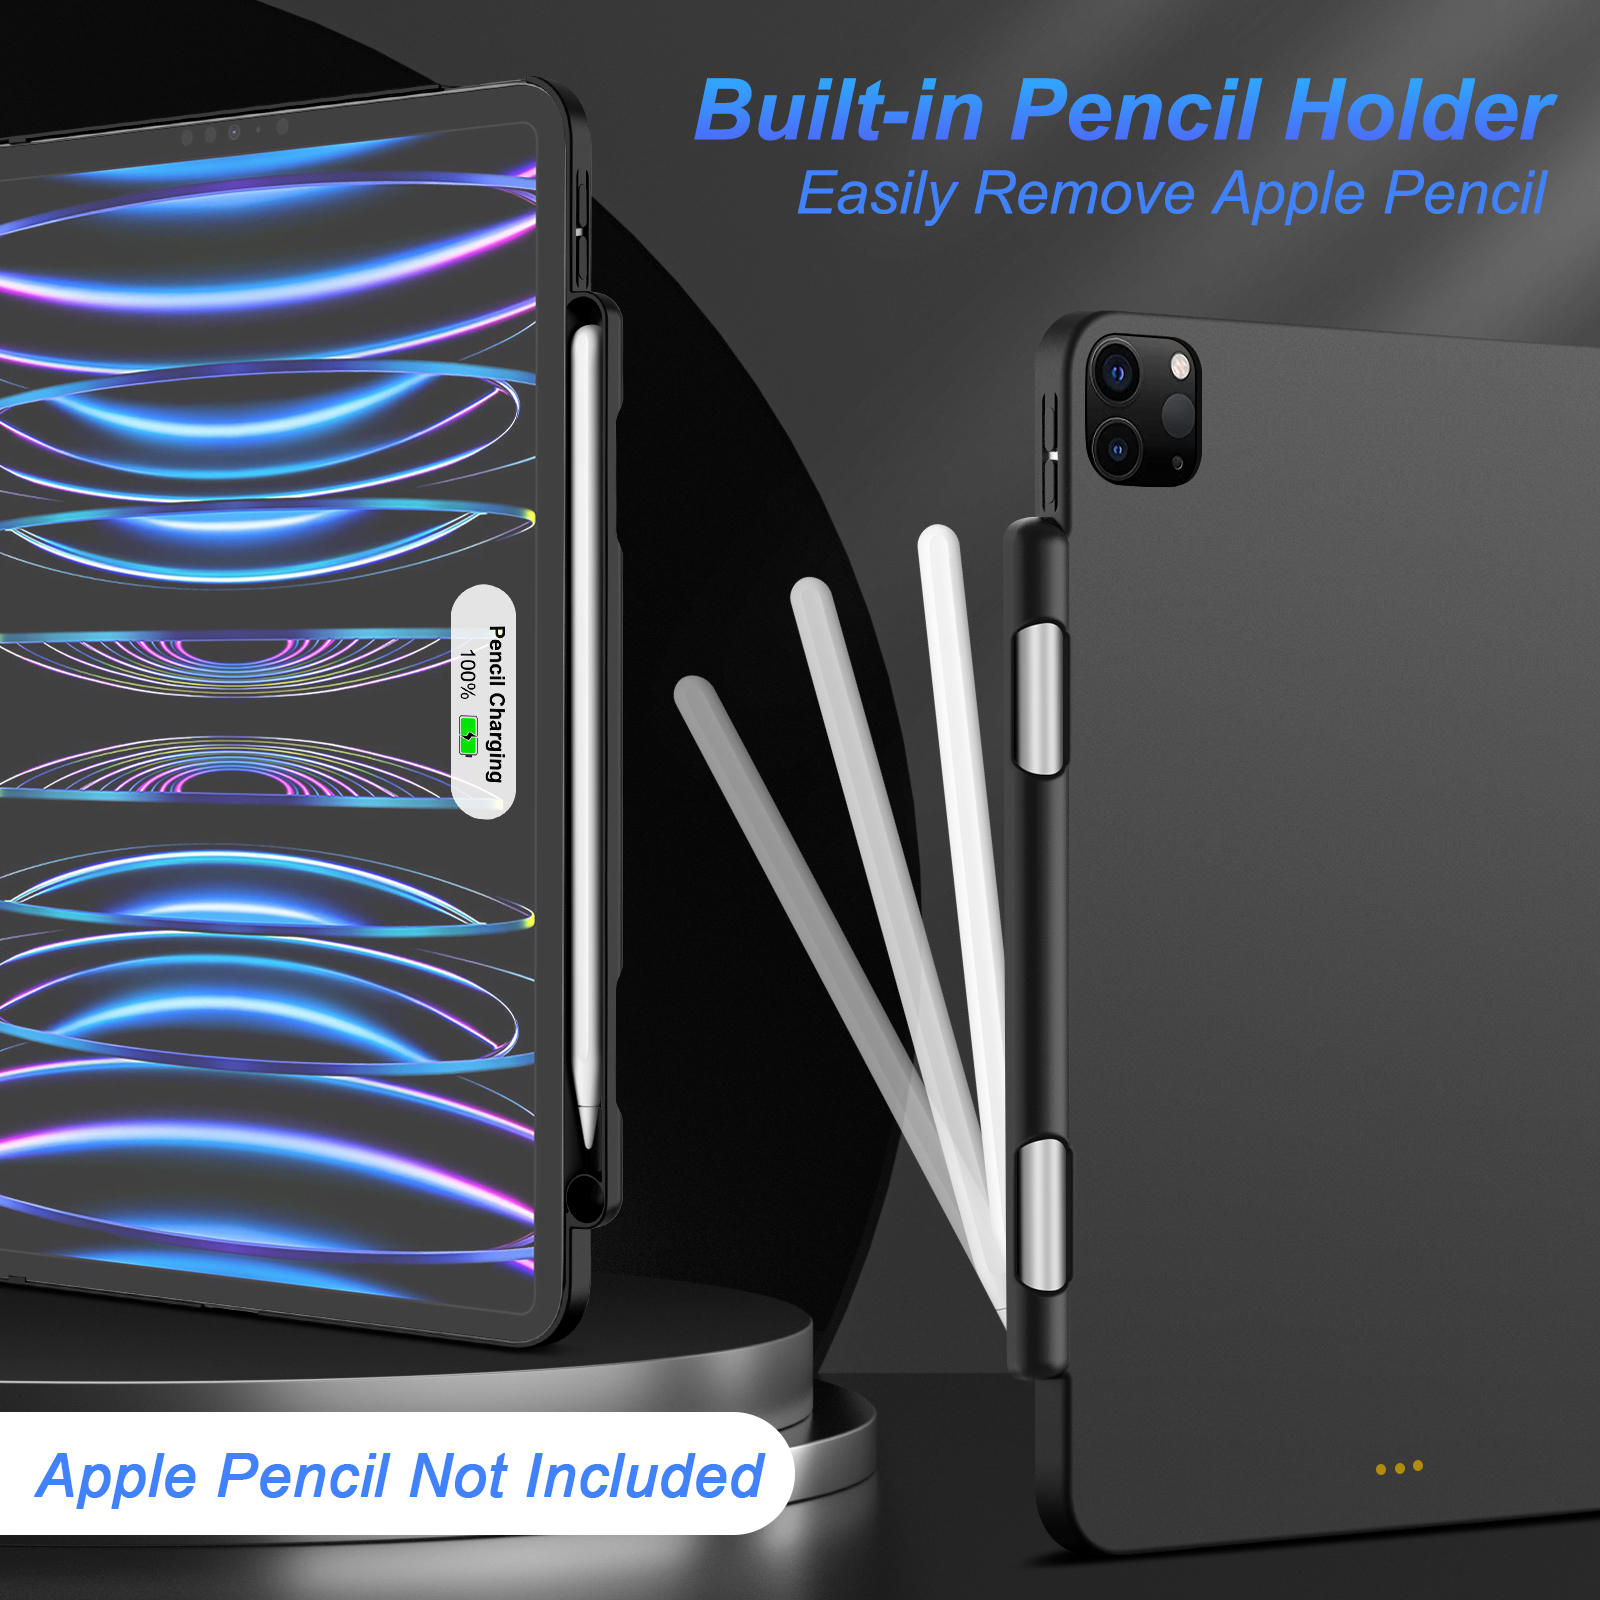 Built-in Pencil Holder
Easily Remove Apple Pencil
Pencil Charging
100%
Apple Pencil Not Included